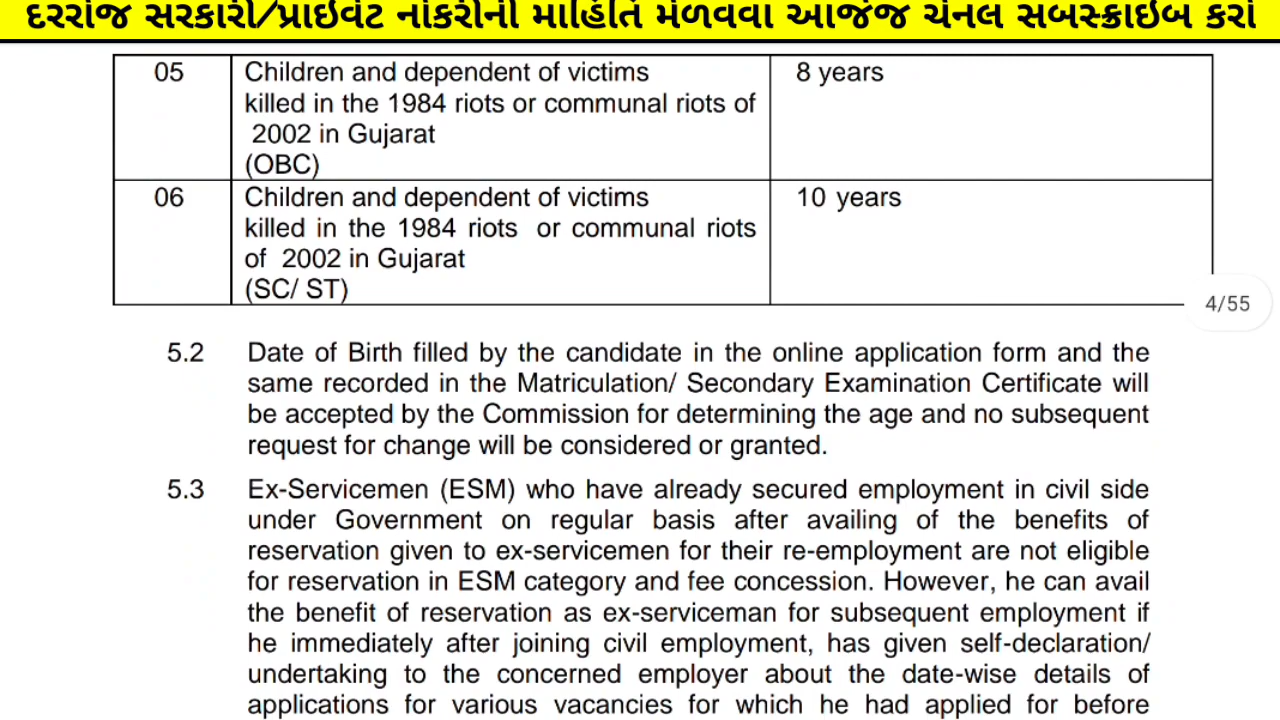 દરરોજ સરકારી/પ્રાઇવેટ નોકરીની માહિતિ મેળવવા આજેજ ચેનલ સબસ્ક્રાઇબ કરો
05 Children and dependent of victims 8 years
killed in the 1984 riots or communal riots of
2002 in Gujarat
(OBC)
06 Children and dependent of victims 10 years
killed in the 1984 riots or communal riots
of 2002 in Gujarat
(SC/ ST)
4/55
5.2 Date of Birth filled by the candidate in the online application form and the
same recorded in the Matriculation/ Secondary Examination Certificate will
be accepted by the Commission for determining the age and no subsequent
request for change will be considered or granted.
5.3 Ex-Servicemen (ESM) who have already secured employment in civil side
under Government on regular basis after availing of the benefits of
reservation given to ex-servicemen for their re-employment are not eligible
for reservation in ESM category and fee concession. However, he can avail
the benefit of reservation as ex-serviceman for subsequent employment if
he immediately after joining civil employment, has given self-declaration/
undertaking to the concerned employer about the date-wise details of
applications for various vacancies for which he had applied for before